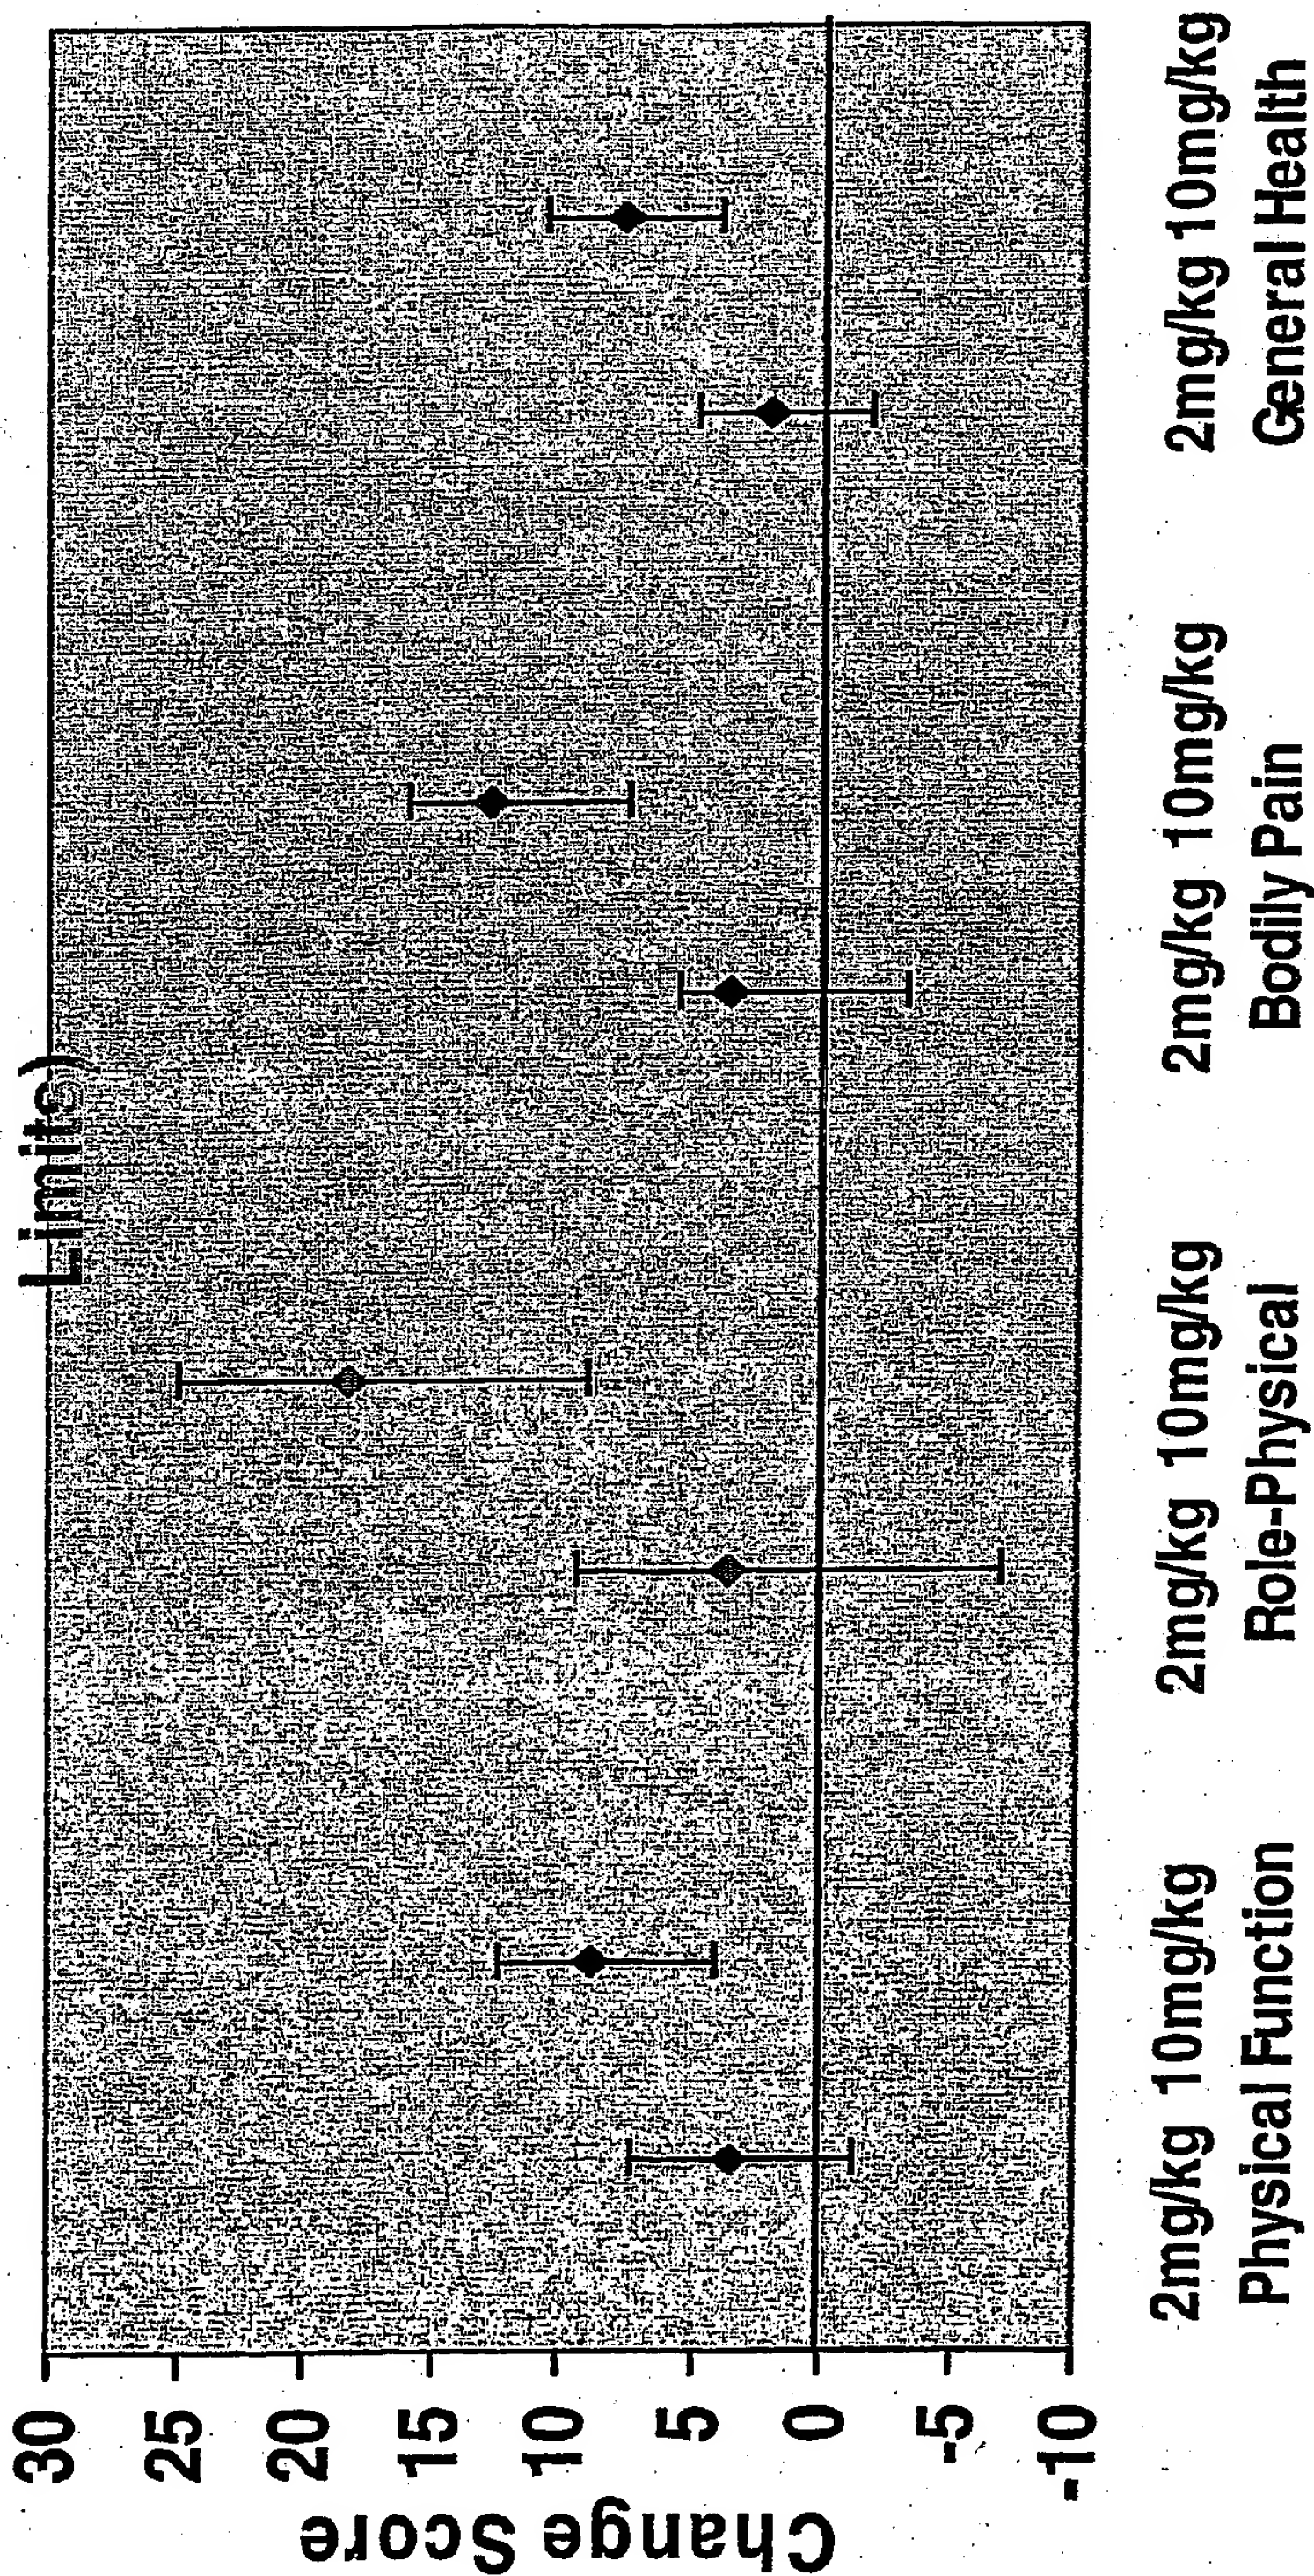 Limits)
30
25
20
15
10
5
0
-5
-10
Change Score
2mg/kg 10mg/kg 2mg/kg 10mg/kg 2mg/kg 10mg/kg 2mg/kg 10mg/kg
Physical Function Role-Physical Bodily Pain General Health